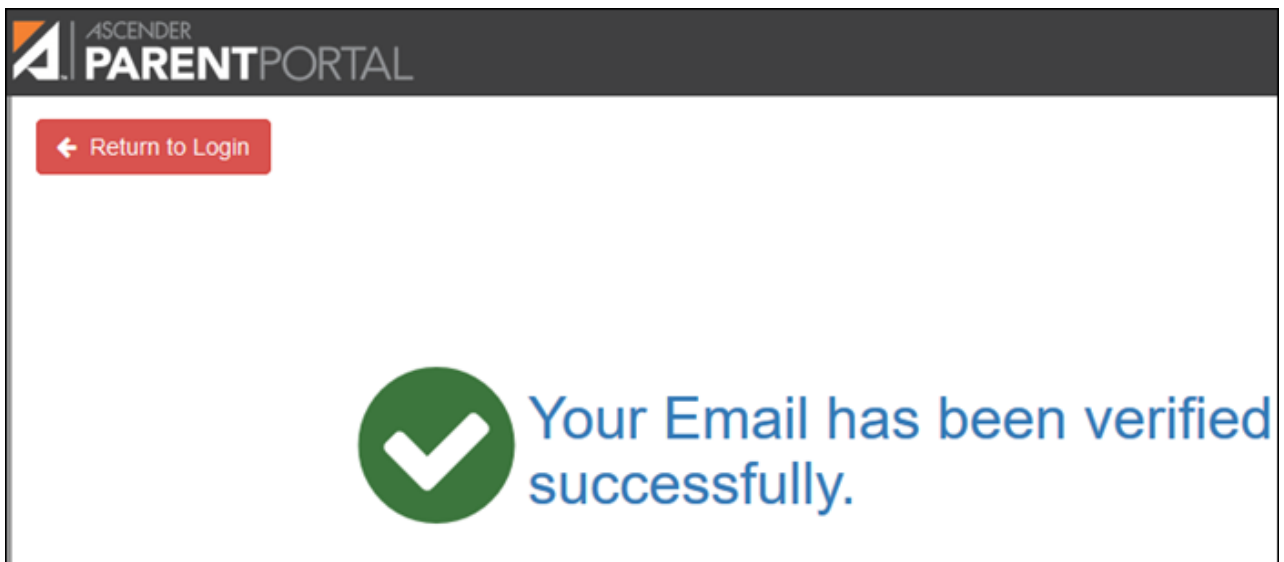 ASCENDER
PARENTPORTAL
Return to Login
Your Email has been verified
successfully.